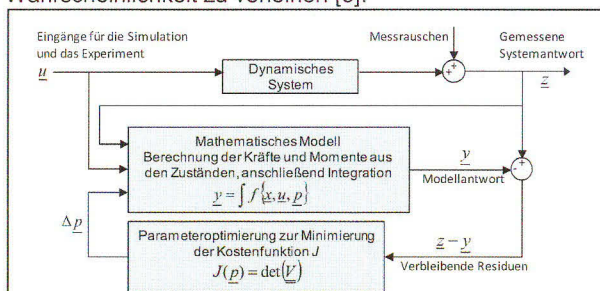 Wahrscheinlichkeit zu verleihen [6].
Eingänge für die Simulation
und das Experiment
Messrauschen
Gemessene
Systemantwort
u
Dynamisches
System
+
+
z
Mathematisches Modell
Berechnung der Kräfte und Momente aus
den Zuständen, anschließend Integration
y = ∫ f {x, u, p}
y
Modellantwort
-
+
Δp
Parameteroptimierung zur Minimierung
der Kostenfunktion J
J(p) = det(V)
z − y
Verbleibende Residuen